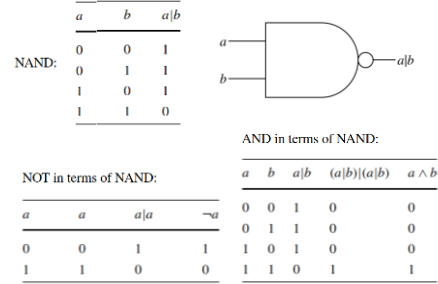 a b a|b
NAND:
0 0 1
0 1 1
1 0 1
1 1 0
a
b
a|b
AND in terms of NAND:
a b a|b (a|b)|(a|b) a ∧ b
0 0 1 0 0
0 1 1 0 0
1 0 1 0 0
1 1 0 1 1
NOT in terms of NAND:
a a a|a ¬a
0 0 1 1
1 1 0 0